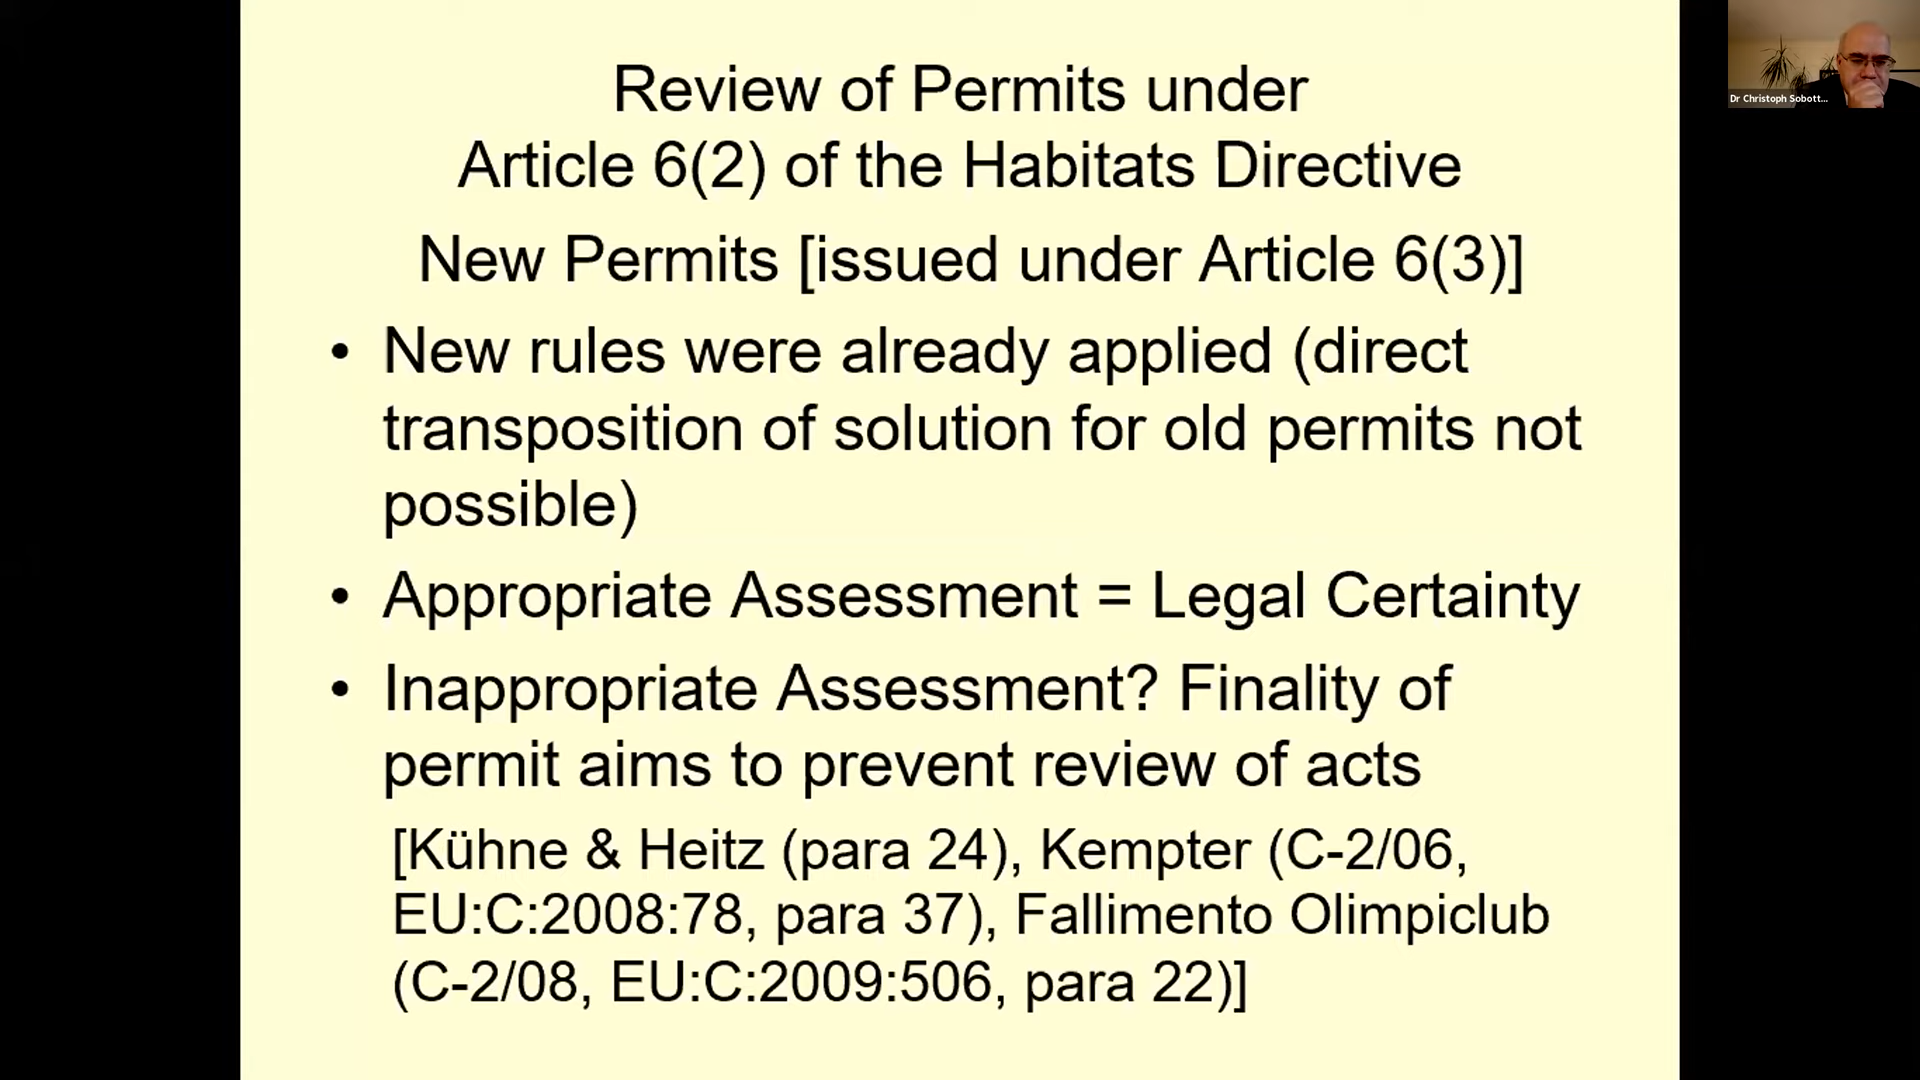 Review of Permits under
Article 6(2) of the Habitats Directive
New Permits [issued under Article 6(3)]
• New rules were already applied (direct
transposition of solution for old permits not
possible)
• Appropriate Assessment = Legal Certainty
• Inappropriate Assessment? Finality of
permit aims to prevent review of acts
[Kühne & Heitz (para 24), Kempter (C-2/06,
EU:C:2008:78, para 37), Fallimento Olimpiclub
(C-2/08, EU:C:2009:506, para 22)]
Dr Christoph Sobott...